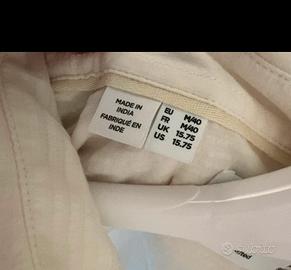 MADE IN
INDIA
FABRIQUÉ EN
INDE
EU M/40
FR M/40
UK 15.75
US 15.75